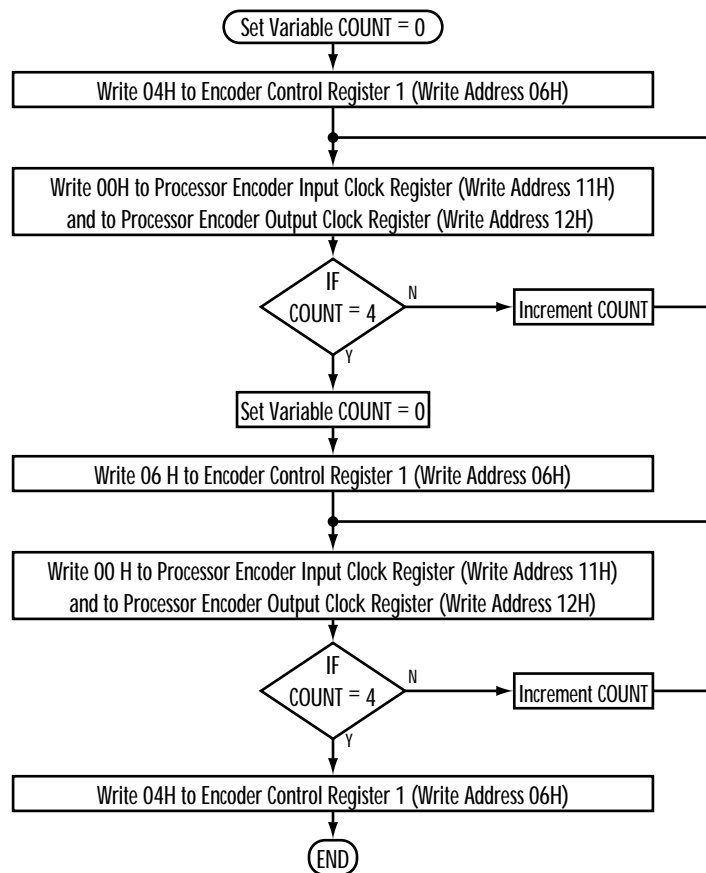 Set Variable COUNT = 0
Write 04H to Encoder Control Register 1 (Write Address 06H)
Write 00H to Processor Encoder Input Clock Register (Write Address 11H)
and to Processor Encoder Output Clock Register (Write Address 12H)
IF
COUNT = 4
N
Increment COUNT
Y
Set Variable COUNT = 0
Write 06 H to Encoder Control Register 1 (Write Address 06H)
Write 00 H to Processor Encoder Input Clock Register (Write Address 11H)
and to Processor Encoder Output Clock Register (Write Address 12H)
IF
COUNT = 4
N
Increment COUNT
Y
Write 04H to Encoder Control Register 1 (Write Address 06H)
END